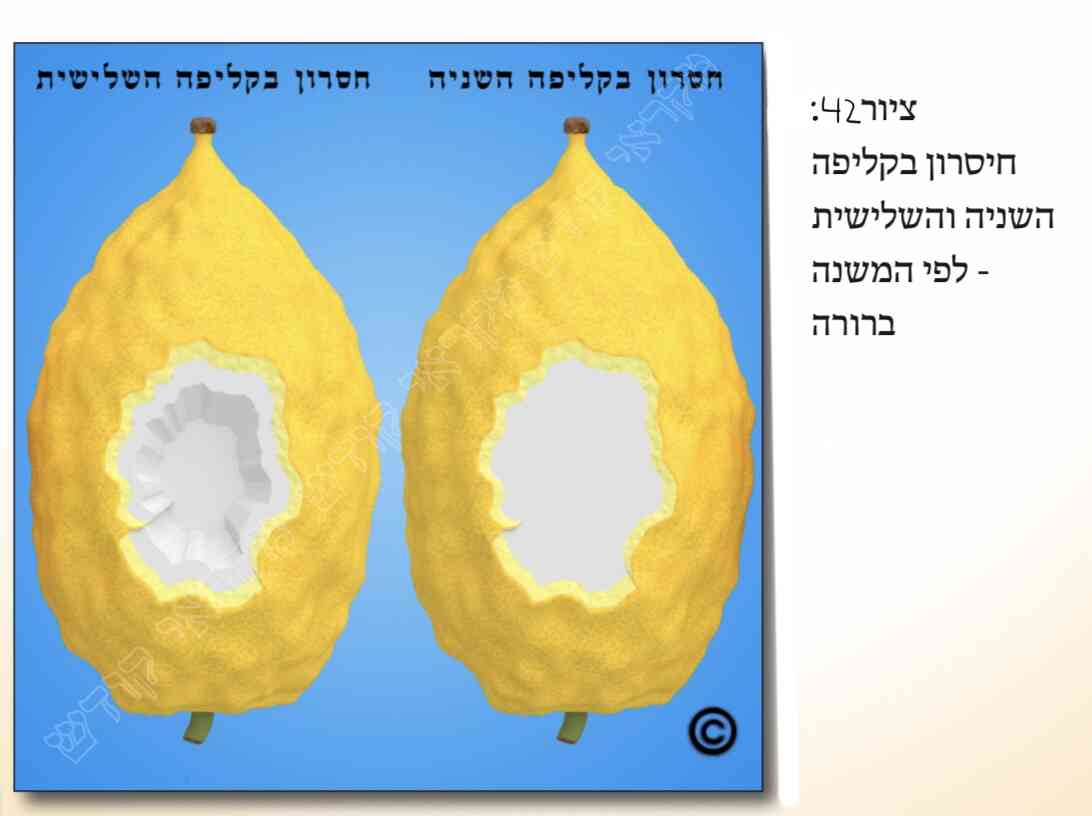 חסרון בקליפה השניה
חסרון בקליפה השלישית
ציור42:
חיסרון בקליפה
השניה והשלישית
- לפי המשנה
ברורה
©